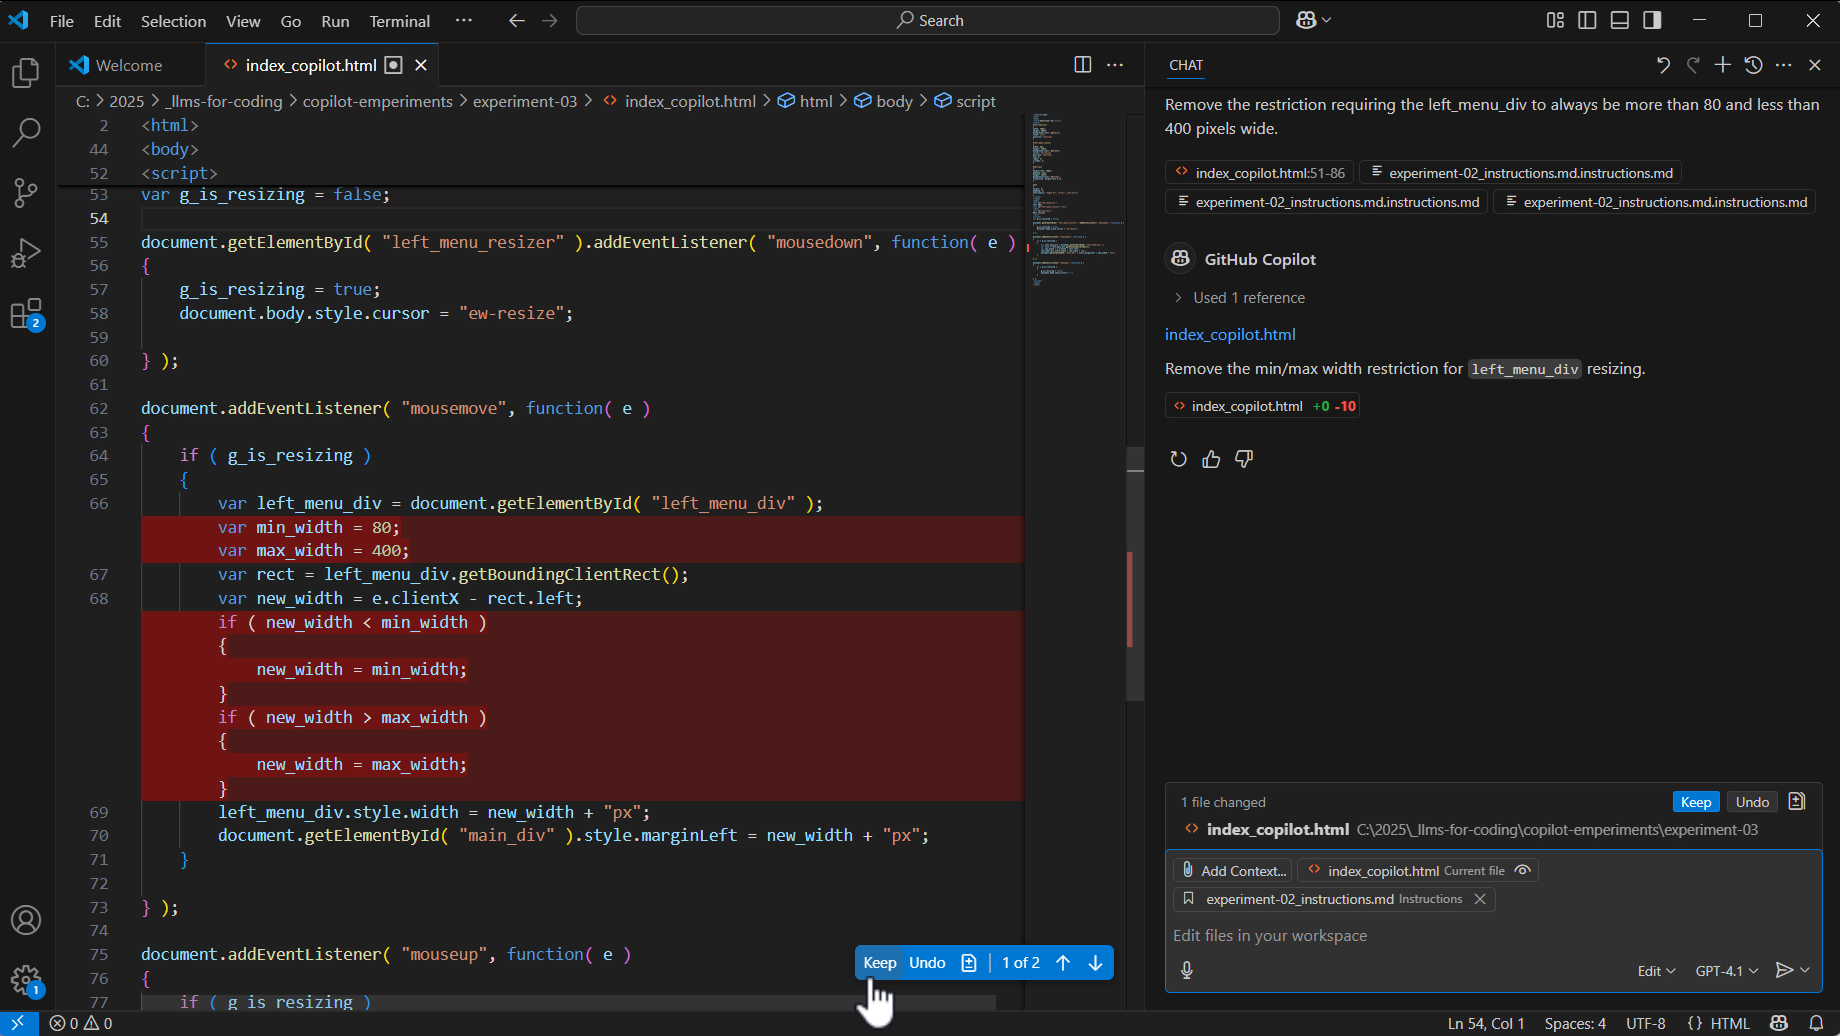 File Edit Selection View Go Run Terminal ··· Search
Welcome index_copilot.html
C: > 2025 > _llms-for-coding > copilot-emperiments > experiment-03 > index_copilot.html > html > body > script
2 <html>
44 <body>
52 <script>
53 var g_is_resizing = false;
54
55 document.getElementById( "left_menu_resizer" ).addEventListener( "mousedown", function( e )
56 {
57 g_is_resizing = true;
58 document.body.style.cursor = "ew-resize";
59
60 } );
61
62 document.addEventListener( "mousemove", function( e )
63 {
64 if ( g_is_resizing )
65 {
66 var left_menu_div = document.getElementById( "left_menu_div" );
var min_width = 80;
var max_width = 400;
67 var rect = left_menu_div.getBoundingClientRect();
68 var new_width = e.clientX - rect.left;
if ( new_width < min_width )
{
new_width = min_width;
}
if ( new_width > max_width )
{
new_width = max_width;
}
69 left_menu_div.style.width = new_width + "px";
70 document.getElementById( "main_div" ).style.marginLeft = new_width + "px";
71 }
72
73 } );
74
75 document.addEventListener( "mouseup", function( e )
76 {
77 if ( g_is_resizing )
Keep Undo 1 of 2
CHAT
Remove the restriction requiring the left_menu_div to always be more than 80 and less than
400 pixels wide.
index_copilot.html:51-86 experiment-02_instructions.md.instructions.md
experiment-02_instructions.md.instructions.md experiment-02_instructions.md.instructions.md
GitHub Copilot
Used 1 reference
index_copilot.html
Remove the min/max width restriction for left_menu_div resizing.
index_copilot.html +0 -10
1 file changed Keep Undo
index_copilot.html C:\2025\_llms-for-coding\copilot-emperiments\experiment-03
Add Context... index_copilot.html Current file
experiment-02_instructions.md Instructions
Edit files in your workspace
Edit GPT-4.1
2
1
0 0 Ln 54, Col 1 Spaces: 4 UTF-8 {} HTML